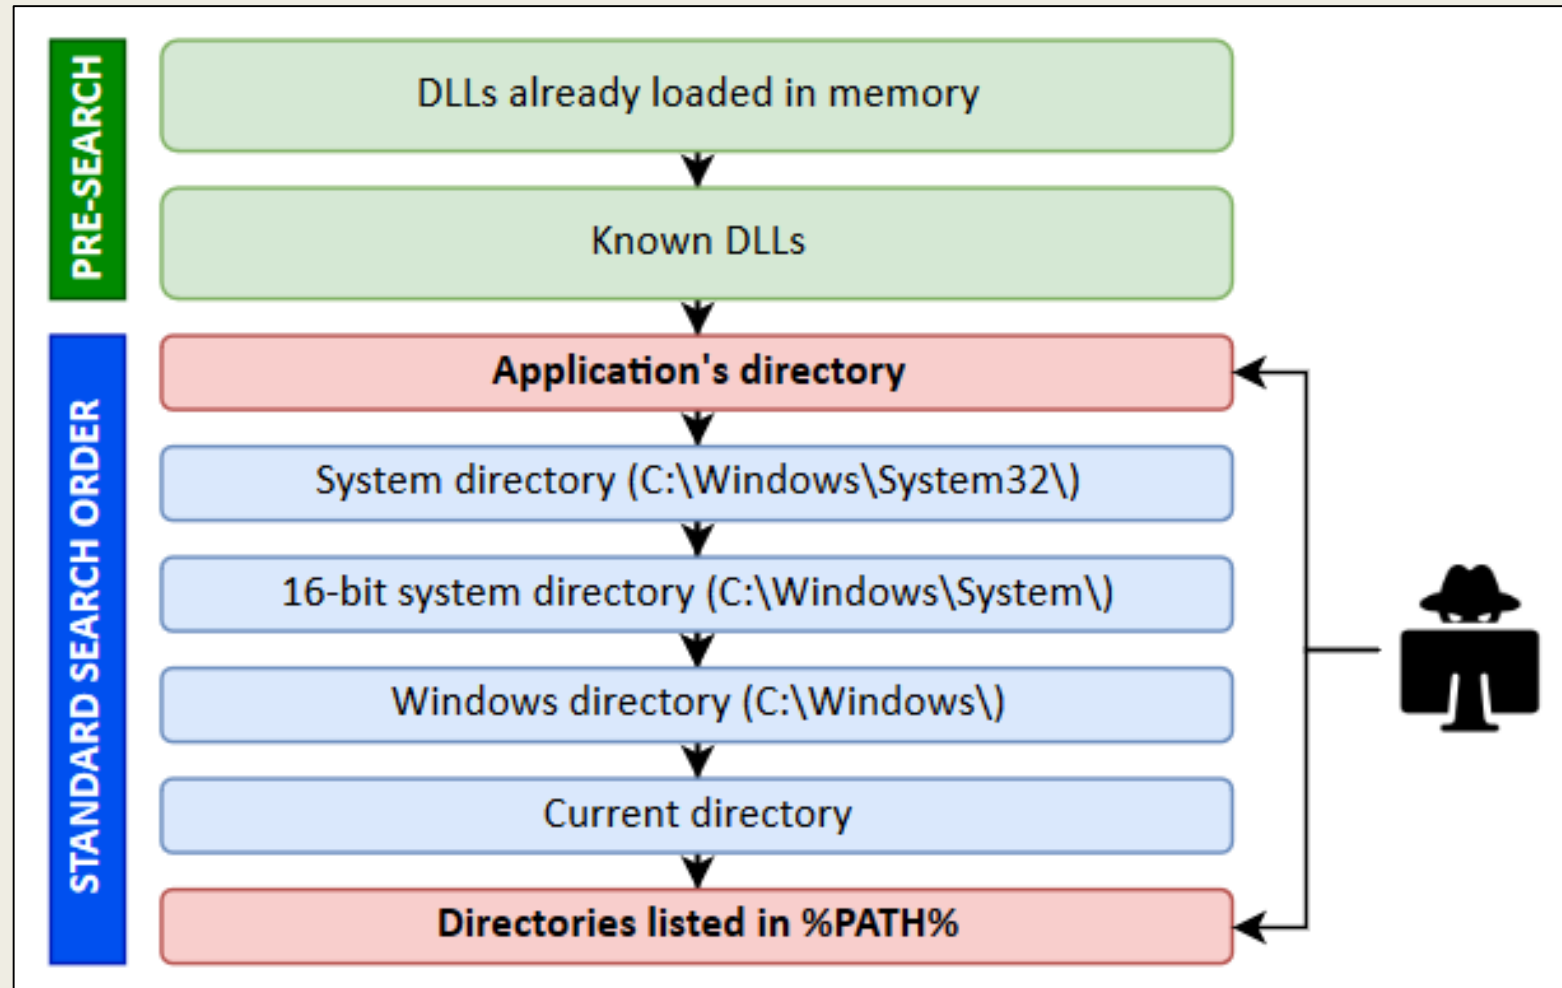 PRE-SEARCH
DLLs already loaded in memory
Known DLLs
STANDARD SEARCH ORDER
Application's directory
System directory (C:\Windows\System32\)
16-bit system directory (C:\Windows\System\)
Windows directory (C:\Windows\)
Current directory
Directories listed in %PATH%